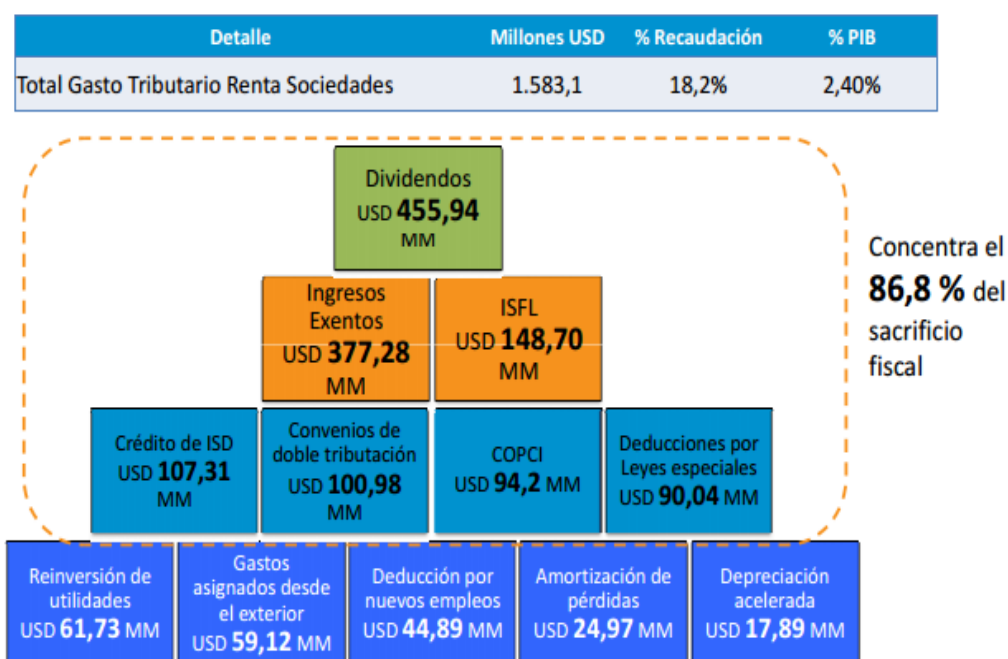 Detalle Millones USD % Recaudación % PIB
Total Gasto Tributario Renta Sociedades 1.583,1 18,2% 2,40%
Dividendos
USD 455,94
MM
Ingresos
Exentos
USD 377,28
MM
ISFL
USD 148,70
MM
Concentra el
86,8 % del
sacrificio
fiscal
Crédito de ISD
USD 107,31
MM
Convenios de
doble tributación
USD 100,98
MM
COPCI
USD 94,2 MM
Deducciones por
Leyes especiales
USD 90,04 MM
Reinversión de
utilidades
USD 61,73 MM
Gastos
asignados desde
el exterior
USD 59,12 MM
Deducción por
nuevos empleos
USD 44,89 MM
Amortización de
pérdidas
USD 24,97 MM
Depreciación
acelerada
USD 17,89 MM